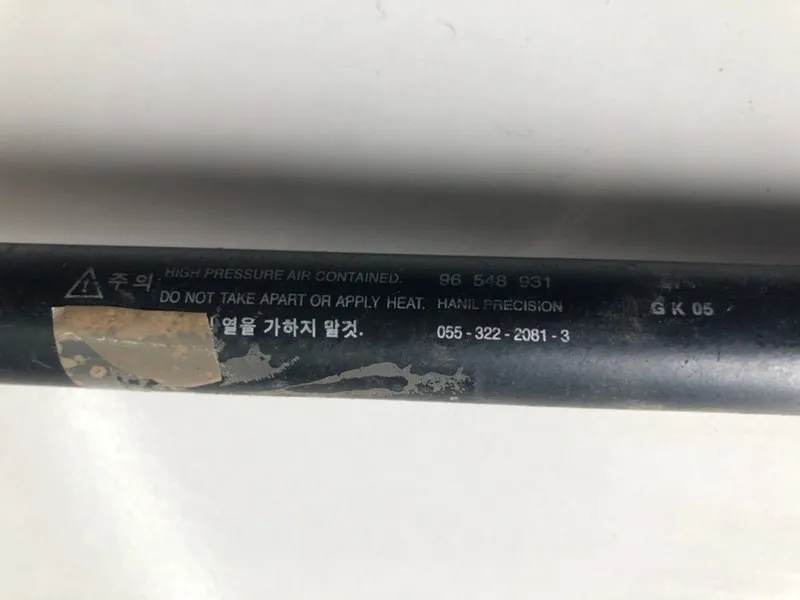 주의 HIGH PRESSURE AIR CONTAINED. 96 548 931
DO NOT TAKE APART OR APPLY HEAT. HANIL PRECISION G K 05
열을 가하지 말것. 055-322-2081-3